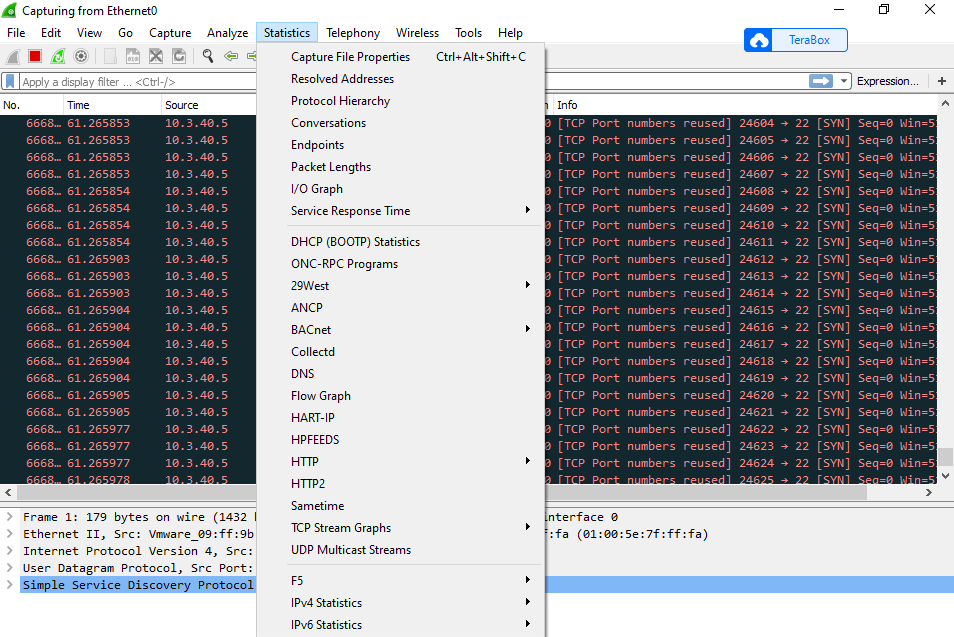 Capturing from Ethernet0
File Edit View Go Capture Analyze Statistics Telephony Wireless Tools Help
TeraBox
Apply a display filter ... <Ctrl-/> Expression... +
No. Time Source Info
6668… 61.265853 10.3.40.5 0 [TCP Port numbers reused] 24604 → 22 [SYN] Seq=0 Win=5
6668… 61.265853 10.3.40.5 0 [TCP Port numbers reused] 24605 → 22 [SYN] Seq=0 Win=5
6668… 61.265853 10.3.40.5 0 [TCP Port numbers reused] 24606 → 22 [SYN] Seq=0 Win=5
6668… 61.265853 10.3.40.5 0 [TCP Port numbers reused] 24607 → 22 [SYN] Seq=0 Win=5
6668… 61.265854 10.3.40.5 0 [TCP Port numbers reused] 24608 → 22 [SYN] Seq=0 Win=5
6668… 61.265854 10.3.40.5 0 [TCP Port numbers reused] 24609 → 22 [SYN] Seq=0 Win=5
6668… 61.265854 10.3.40.5 0 [TCP Port numbers reused] 24610 → 22 [SYN] Seq=0 Win=5
6668… 61.265854 10.3.40.5 0 [TCP Port numbers reused] 24611 → 22 [SYN] Seq=0 Win=5
6668… 61.265903 10.3.40.5 0 [TCP Port numbers reused] 24612 → 22 [SYN] Seq=0 Win=5
6668… 61.265903 10.3.40.5 0 [TCP Port numbers reused] 24613 → 22 [SYN] Seq=0 Win=5
6668… 61.265903 10.3.40.5 0 [TCP Port numbers reused] 24614 → 22 [SYN] Seq=0 Win=5
6668… 61.265904 10.3.40.5 0 [TCP Port numbers reused] 24615 → 22 [SYN] Seq=0 Win=5
6668… 61.265904 10.3.40.5 0 [TCP Port numbers reused] 24616 → 22 [SYN] Seq=0 Win=5
6668… 61.265904 10.3.40.5 0 [TCP Port numbers reused] 24617 → 22 [SYN] Seq=0 Win=5
6668… 61.265904 10.3.40.5 0 [TCP Port numbers reused] 24618 → 22 [SYN] Seq=0 Win=5
6668… 61.265904 10.3.40.5 0 [TCP Port numbers reused] 24619 → 22 [SYN] Seq=0 Win=5
6668… 61.265905 10.3.40.5 0 [TCP Port numbers reused] 24620 → 22 [SYN] Seq=0 Win=5
6668… 61.265905 10.3.40.5 0 [TCP Port numbers reused] 24621 → 22 [SYN] Seq=0 Win=5
6668… 61.265977 10.3.40.5 0 [TCP Port numbers reused] 24622 → 22 [SYN] Seq=0 Win=5
6668… 61.265977 10.3.40.5 0 [TCP Port numbers reused] 24623 → 22 [SYN] Seq=0 Win=5
6668… 61.265977 10.3.40.5 0 [TCP Port numbers reused] 24624 → 22 [SYN] Seq=0 Win=5
6668… 61.265978 10.3.40.5 0 [TCP Port numbers reused] 24625 → 22 [SYN] Seq=0 Win=5
Capture File Properties Ctrl+Alt+Shift+C
Resolved Addresses
Protocol Hierarchy
Conversations
Endpoints
Packet Lengths
I/O Graph
Service Response Time
DHCP (BOOTP) Statistics
ONC-RPC Programs
29West
ANCP
BACnet
Collectd
DNS
Flow Graph
HART-IP
HPFEEDS
HTTP
HTTP2
Sametime
TCP Stream Graphs
UDP Multicast Streams
F5
IPv4 Statistics
IPv6 Statistics
Frame 1: 179 bytes on wire (1432 interface 0
Ethernet II, Src: Vmware_09:ff:9b f:fa (01:00:5e:7f:ff:fa)
Internet Protocol Version 4, Src:
User Datagram Protocol, Src Port:
Simple Service Discovery Protocol